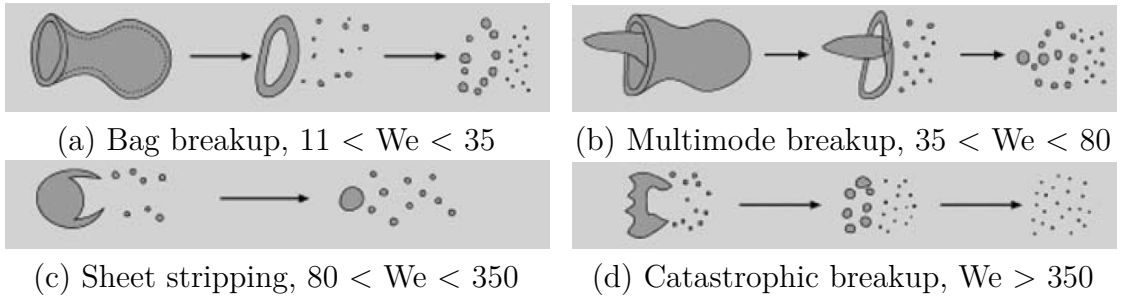 (a) Bag breakup, 11 < We < 35
(b) Multimode breakup, 35 < We < 80
(c) Sheet stripping, 80 < We < 350
(d) Catastrophic breakup, We > 350